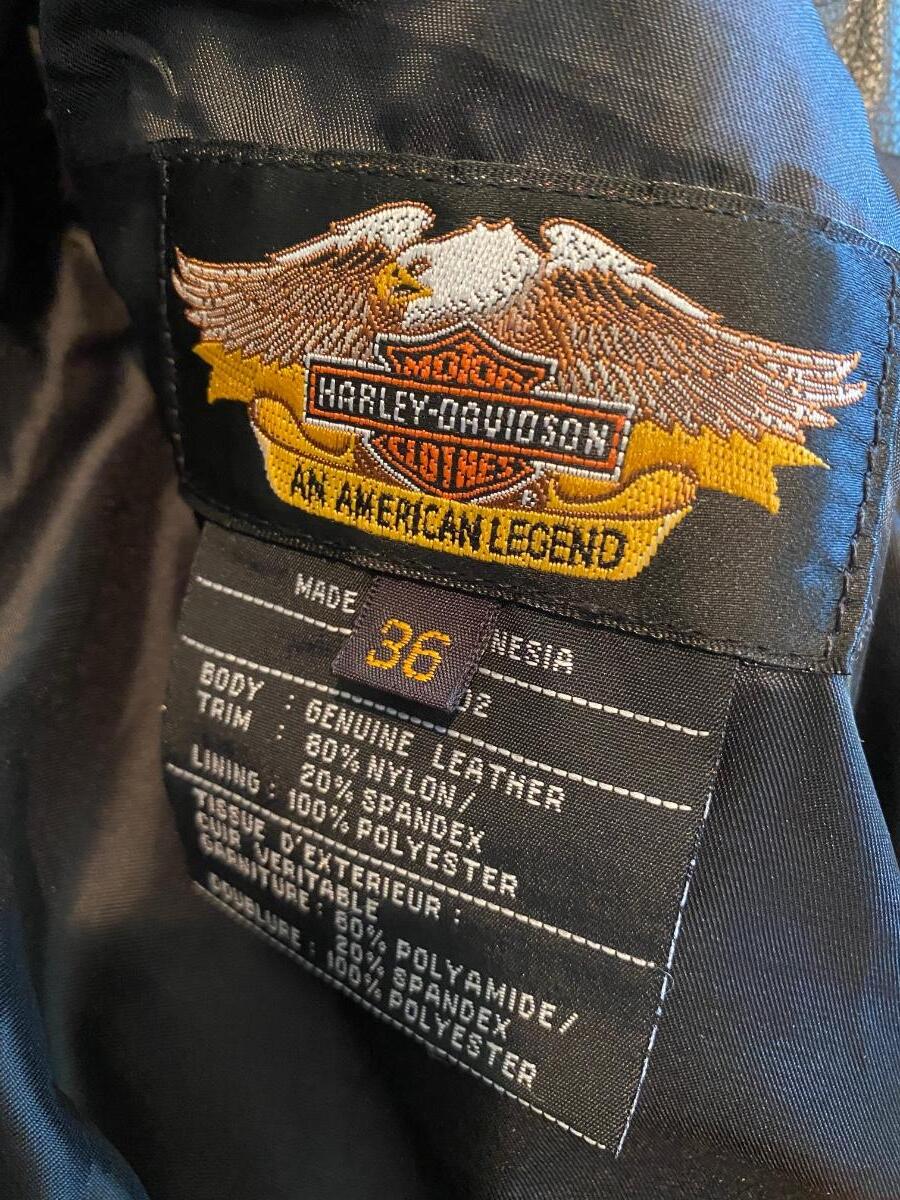 MOTOR
HARLEY-DAVIDSON
CLOTHES
®
AN AMERICAN LEGEND
MADE NESIA
36
02
BODY : GENUINE LEATHER
TRIM : 80% NYLON/
20% SPANDEX
LINING : 100% POLYESTER
TISSUE D'EXTERIEUR :
CUIR VERITABLE
GARNITURE : 80% POLYAMIDE/
20% SPANDEX
DOUBLURE : 100% POLYESTER